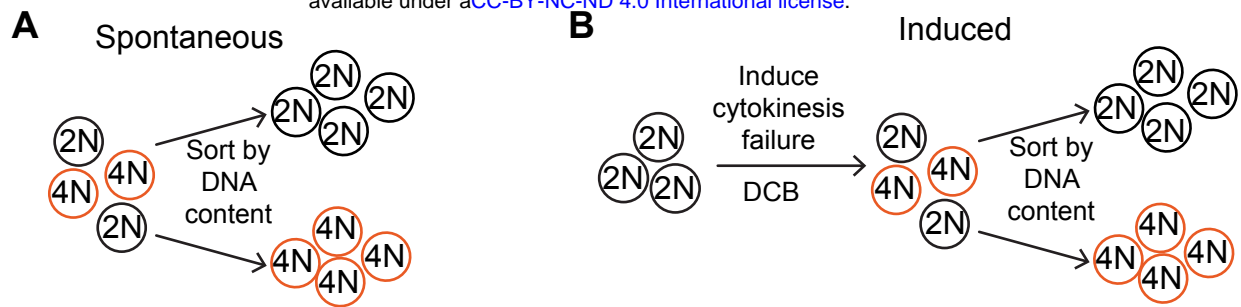 available under aCC-BY-NC-ND 4.0 International license.
A
Spontaneous
2N
4N
4N
2N
Sort by
DNA
content
2N
2N
2N
2N
4N
4N
4N
4N
B
Induced
2N
2N
2N
Induce
cytokinesis
failure
DCB
2N
4N
4N
2N
Sort by
DNA
content
2N
2N
2N
2N
4N
4N
4N
4N